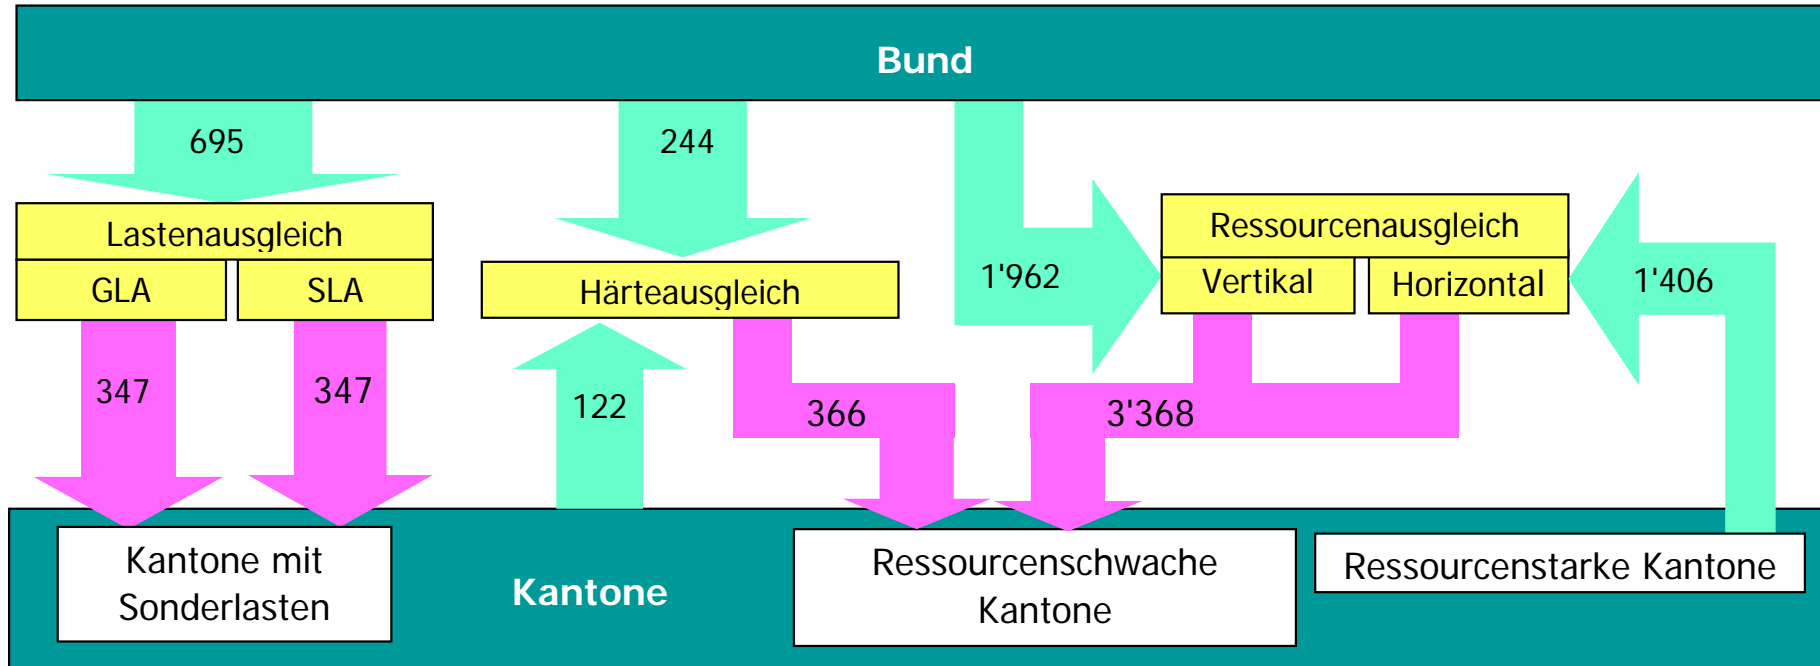 Bund
695
244
Lastenausgleich
GLA
SLA
Härteausgleich
1'962
Ressourcenausgleich
Vertikal
Horizontal
1'406
347
347
122
366
3'368
Kantone mit
Sonderlasten
Kantone
Ressourcenschwache
Kantone
Ressourcenstarke Kantone